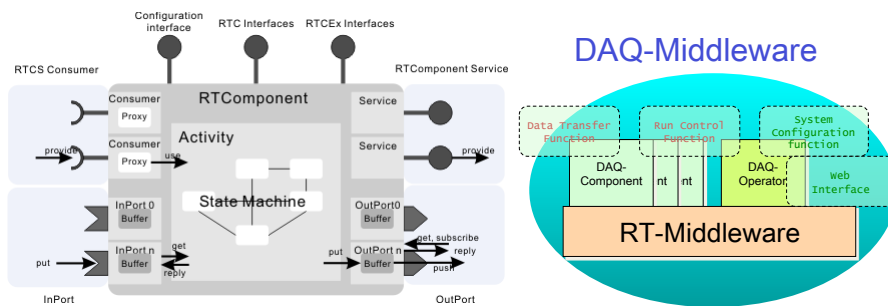 Configuration
interface
RTC Interfaces
RTCEx Interfaces
RTCS Consumer
RTComponent Service
Consumer
Proxy
RTComponent
Service
Consumer
Proxy
provide
use
Activity
Service
provide
State Machine
InPort 0
Buffer
OutPort0
Buffer
InPort n
Buffer
put
get
reply
put
OutPort n
Buffer
get, subscribe
reply
push
InPort
OutPort
DAQ-Middleware
Data Transfer
Function
Run Control
Function
System
Configuration
function
DAQ-
Component
nt
nt
DAQ-
Operator
Web
Interface
RT-Middleware